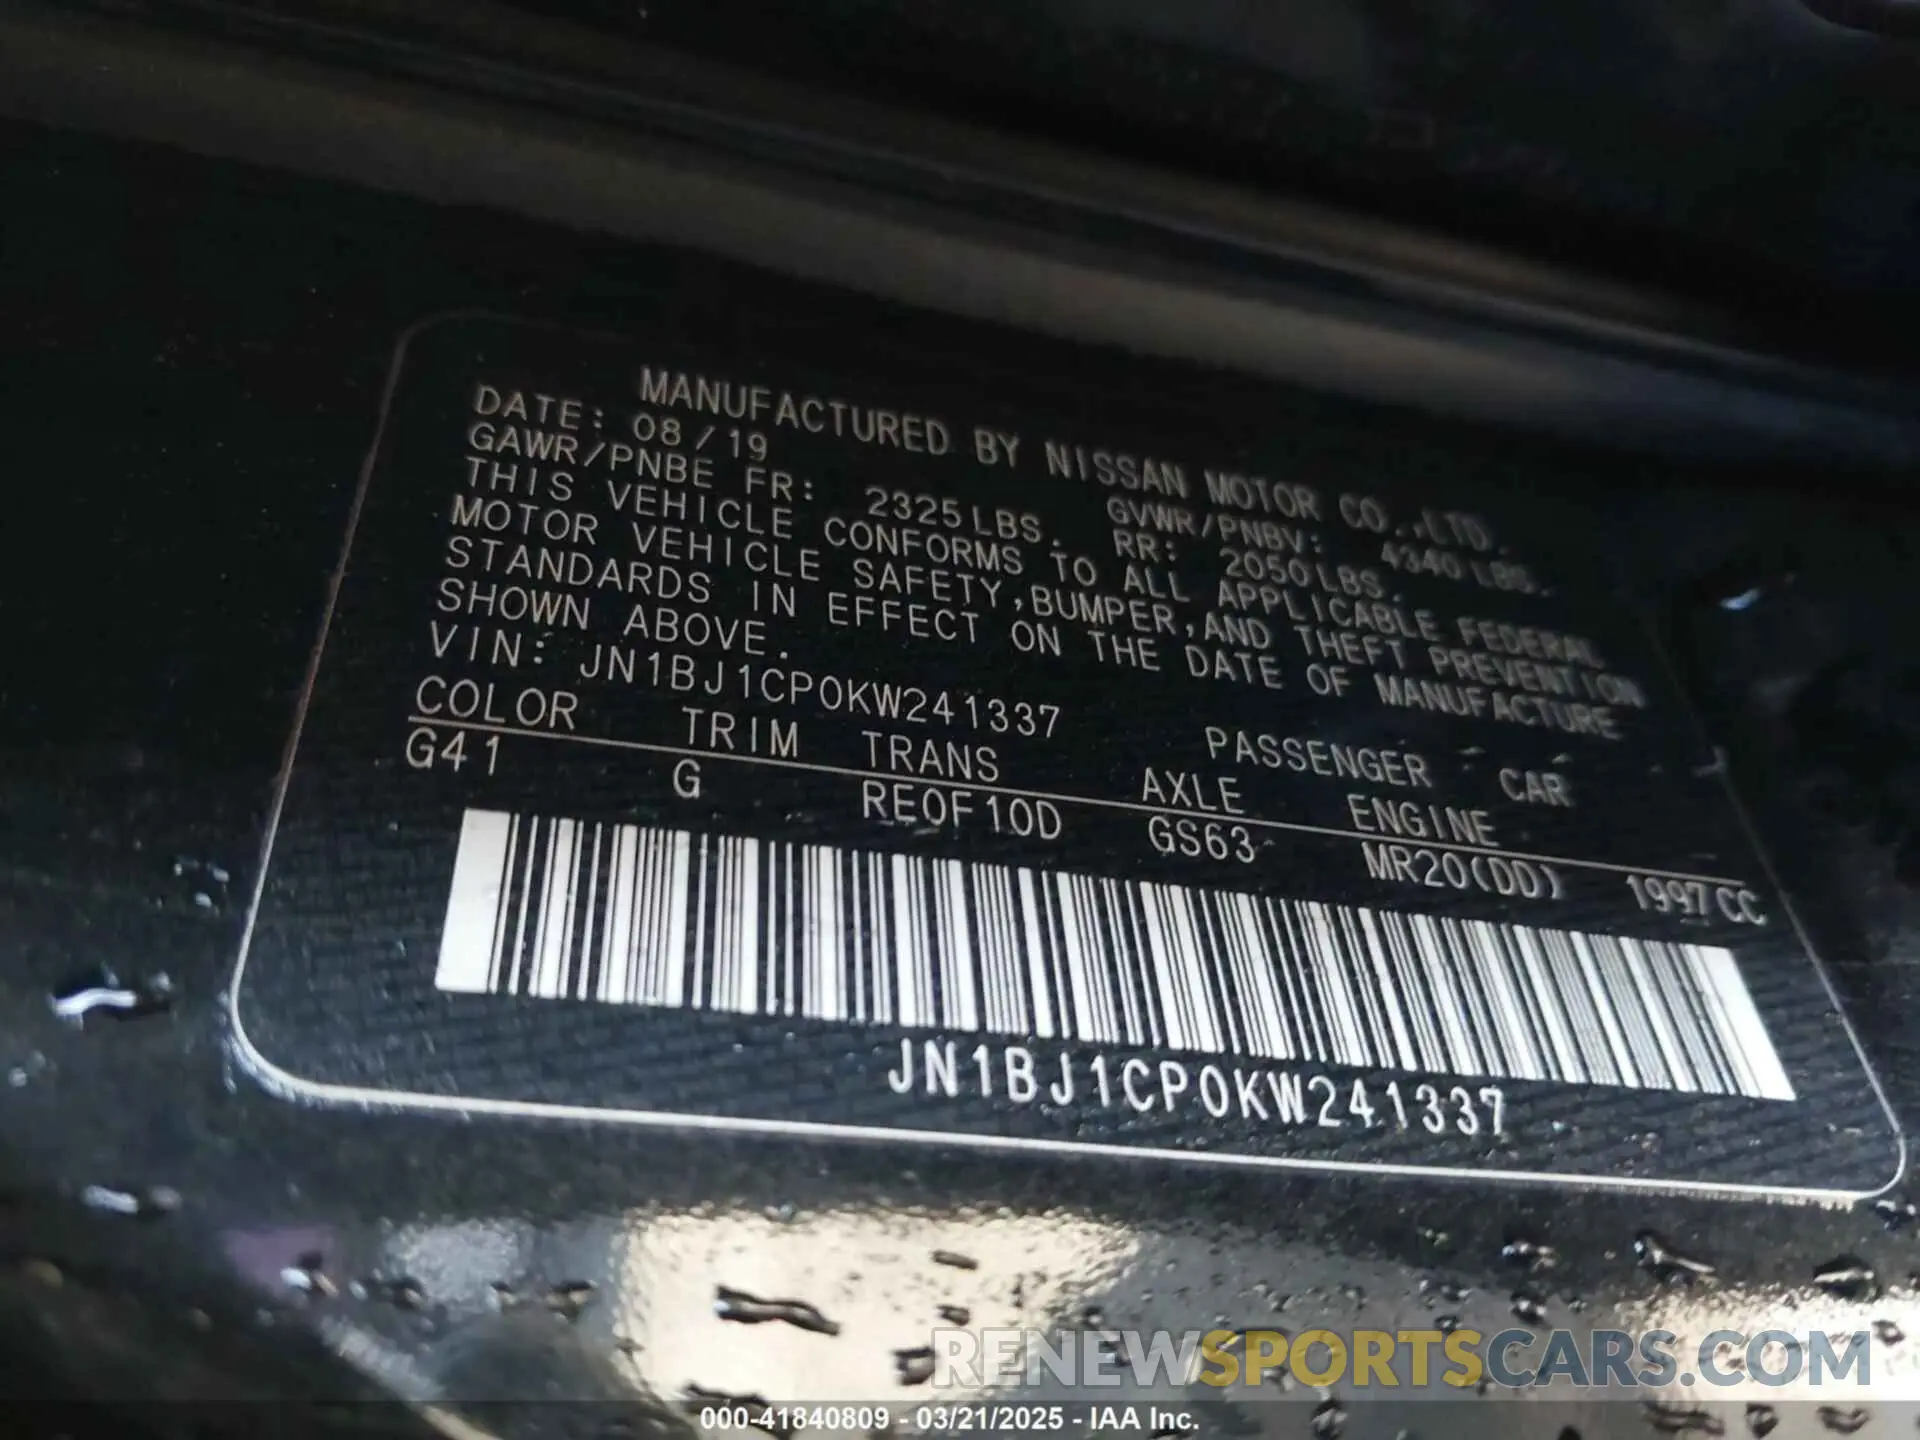 MANUFACTURED BY NISSAN MOTOR CO.,LTD.
DATE: 08/19 GVWR/PNBV: 4340 LBS.
GAWR/PNBE FR: 2325LBS. RR: 2050LBS.
THIS VEHICLE CONFORMS TO ALL APPLICABLE FEDERAL
MOTOR VEHICLE SAFETY,BUMPER,AND THEFT PREVENTION
STANDARDS IN EFFECT ON THE DATE OF MANUFACTURE
SHOWN ABOVE.
VIN: JN1BJ1CP0KW241337 PASSENGER CAR
COLOR TRIM TRANS AXLE ENGINE
G41 G RE0F10D GS63 MR20(DD) 1997CC
JN1BJ1CP0KW241337
RENEWSPORTSCARS.COM
000-41840809 - 03/21/2025 - IAA Inc.